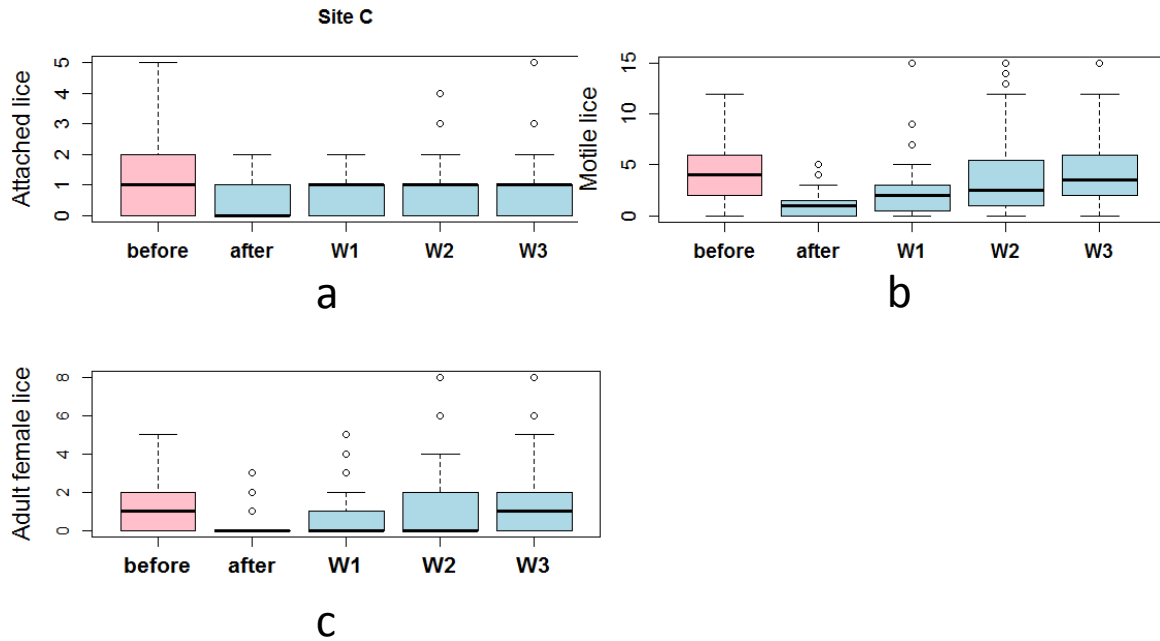 Site C
Attached lice
5
4
3
2
1
0
before after W1 W2 W3
a
Motile lice
15
10
5
0
before after W1 W2 W3
b
Adult female lice
8
6
4
2
0
before after W1 W2 W3
c